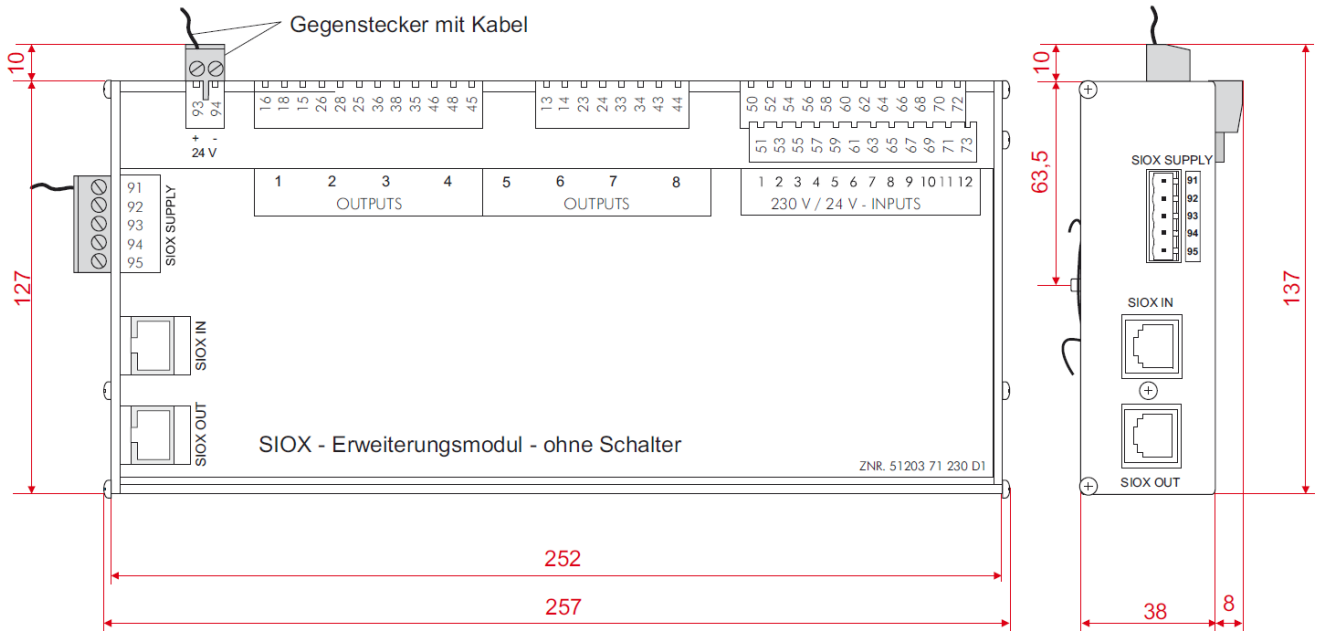 Gegenstecker mit Kabel
10
93 94
16 18 15 26 28 25 36 38 35 46 48 45
13 14 23 24 33 34 43 44
50 52 54 56 58 60 62 64 66 68 70 72
51 53 55 57 59 61 63 65 67 69 71 73
+ -
24 V
91
92
93
94
95
SIOX SUPPLY
1 2 3 4
OUTPUTS
5 6 7 8
OUTPUTS
1 2 3 4 5 6 7 8 9 10 11 12
230 V / 24 V - INPUTS
127
SIOX IN
SIOX OUT
SIOX - Erweiterungsmodul - ohne Schalter
ZNR. 51203 71 230 D1
252
257
10
63,5
SIOX SUPPLY
91
92
93
94
95
SIOX IN
SIOX OUT
137
38
8